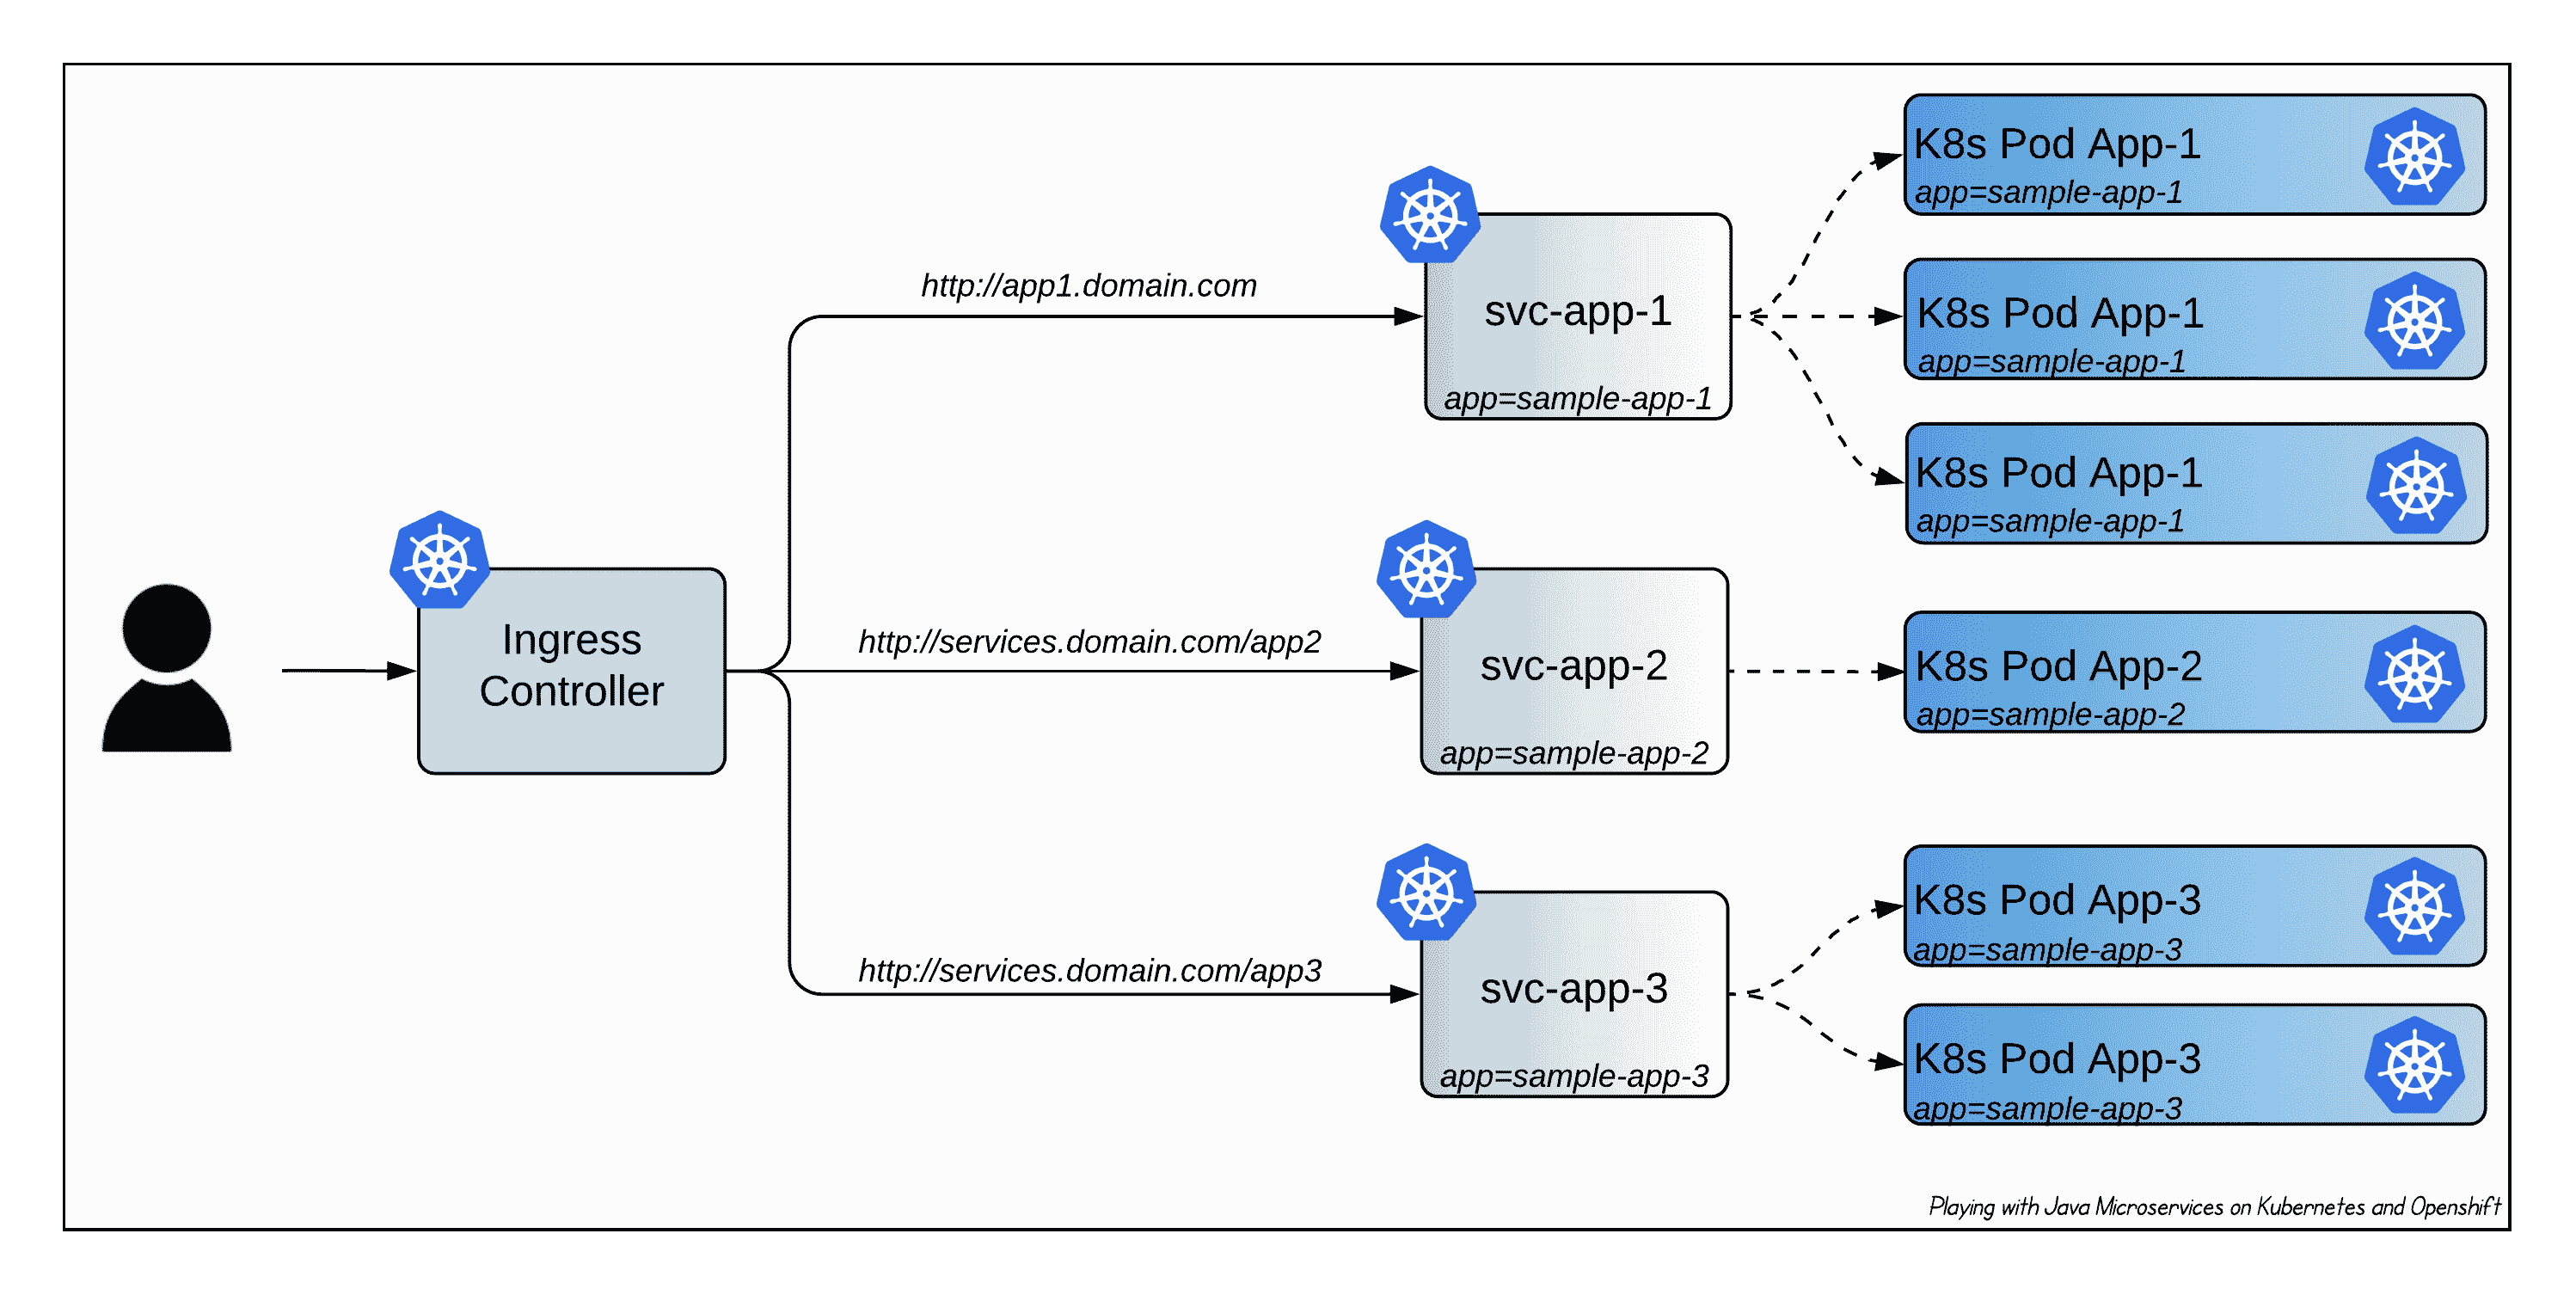 K8s Pod App-1
app=sample-app-1
http://app1.domain.com
svc-app-1
app=sample-app-1
K8s Pod App-1
app=sample-app-1
K8s Pod App-1
app=sample-app-1
Ingress
Controller
http://services.domain.com/app2
svc-app-2
app=sample-app-2
K8s Pod App-2
app=sample-app-2
http://services.domain.com/app3
svc-app-3
app=sample-app-3
K8s Pod App-3
app=sample-app-3
K8s Pod App-3
app=sample-app-3
Playing with Java Microservices on Kubernetes and Openshift